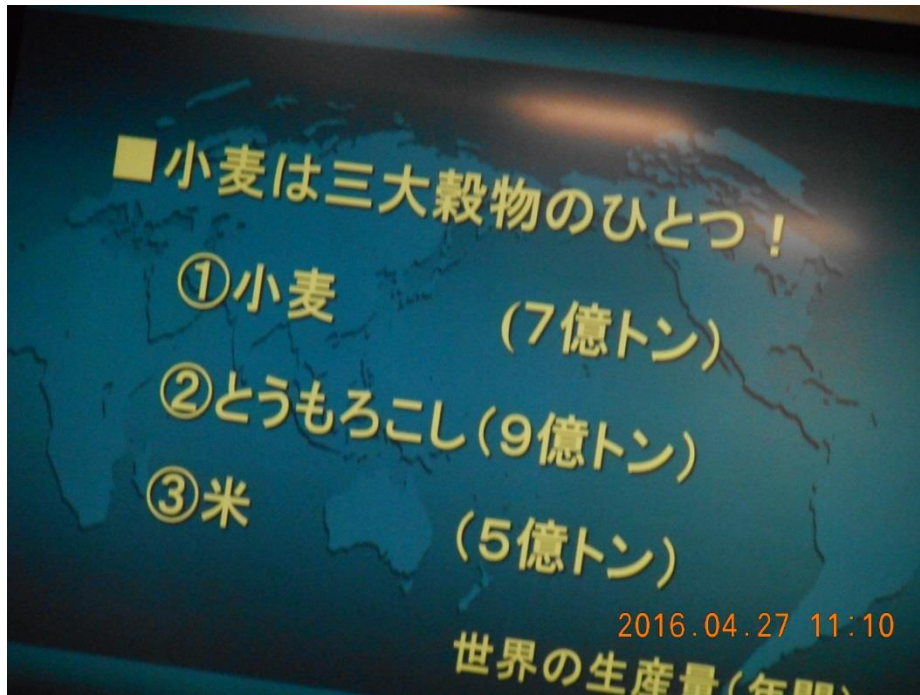 ■小麦は三大穀物のひとつ!
①小麦 (7億トン)
②とうもろこし(9億トン)
③米 (5億トン)
2016.04.27 11:10
世界の生産量(年間)